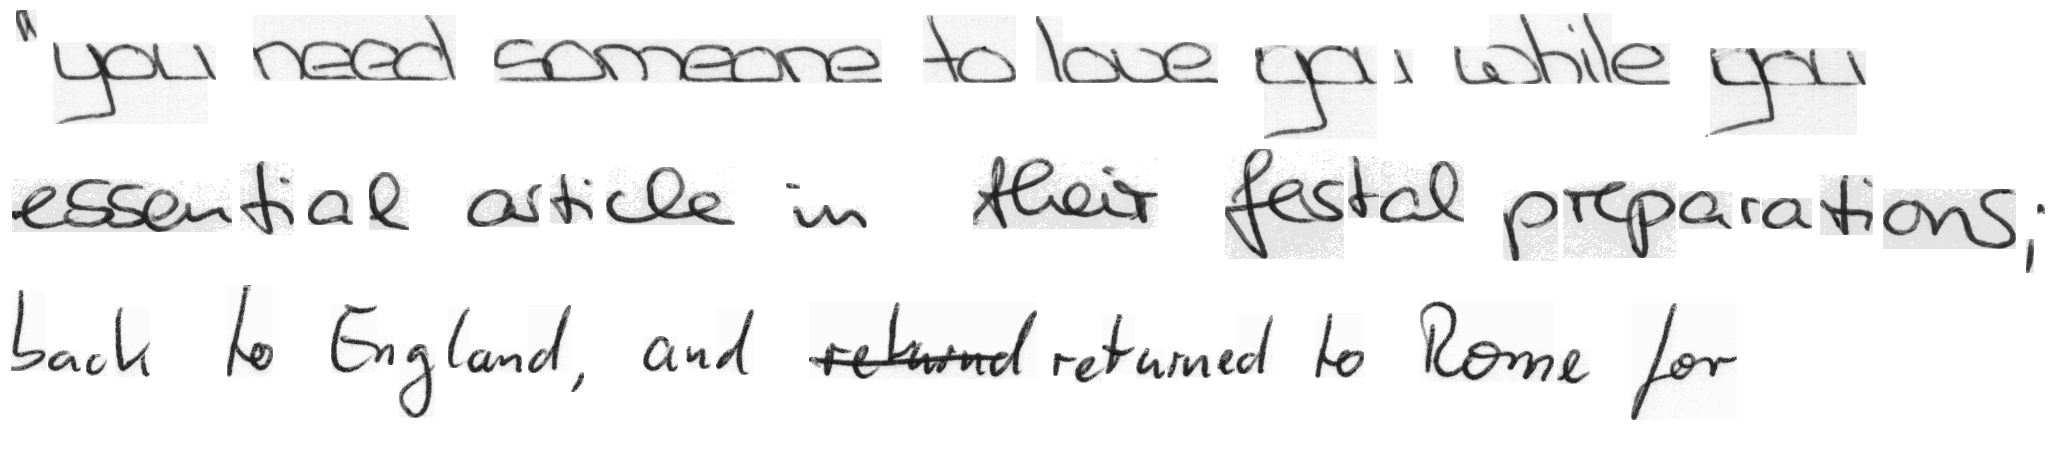 "you need someone to love you while you
essential article in their festal preparations;
back to England, and returnd returned to Rome for